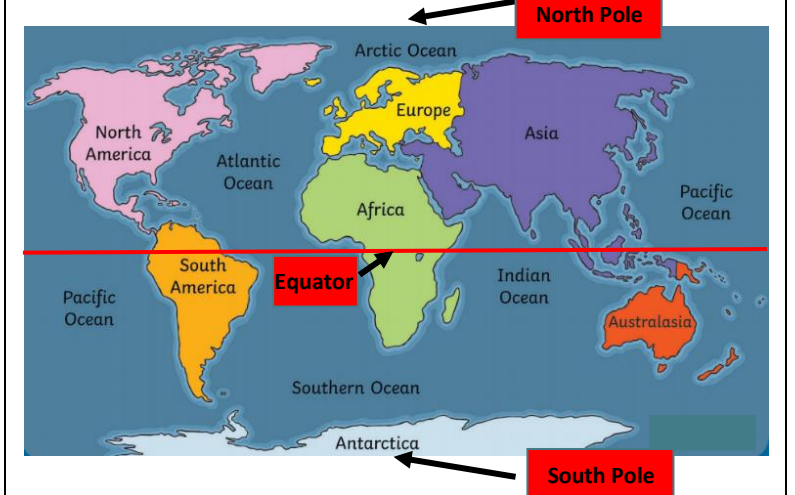 North Pole
Arctic Ocean
Europe
Asia
North
America
Atlantic
Ocean
Africa
Pacific
Ocean
South
America
Equator
Indian
Ocean
Pacific
Ocean
Australasia
Southern Ocean
Antarctica
South Pole